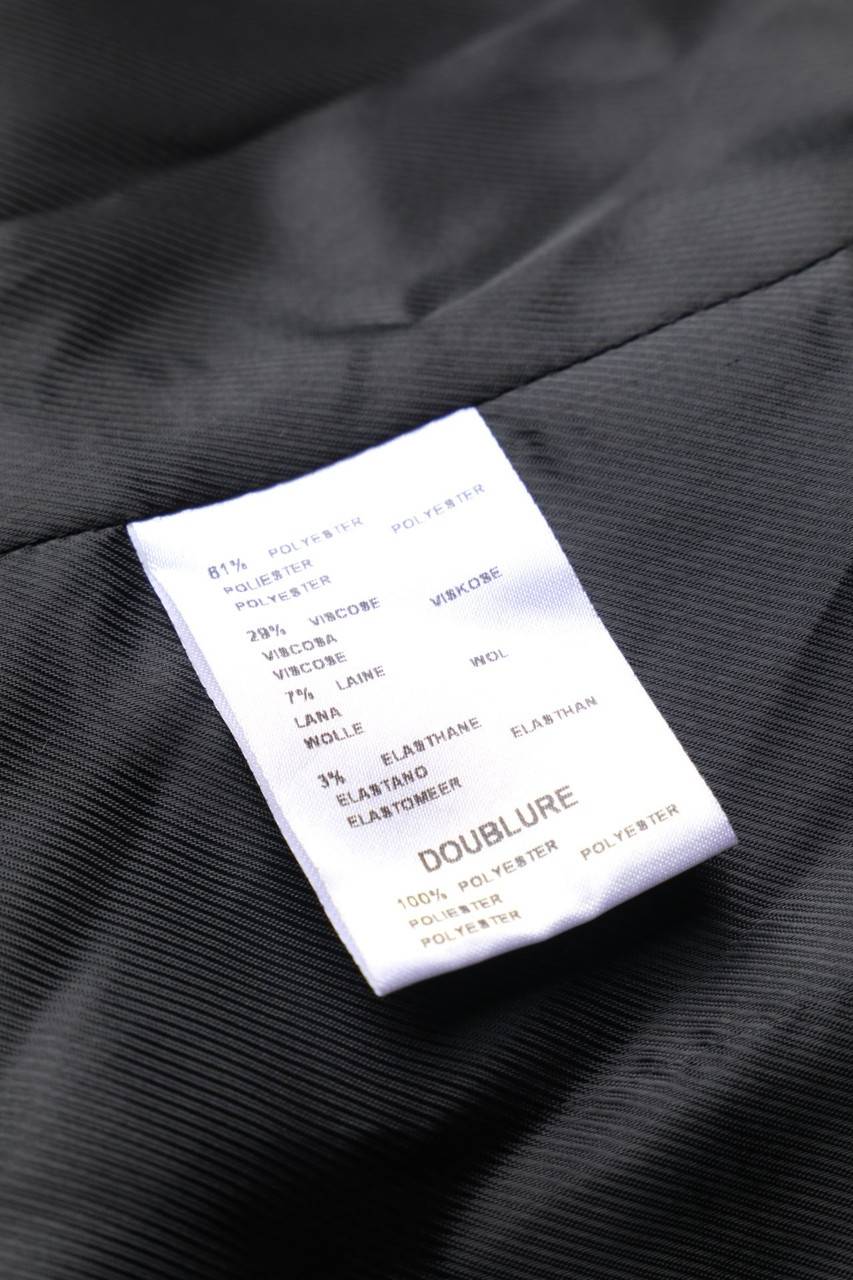 61% POLYESTER POLYESTER
POLIESTER
POLYESTER
29% VISCOSE VISKOSE
VISCOSA
VISCOSE
7% LAINE WOL
LANA
WOLLE
3% ELASTHANE ELASTHAN
ELASTANO
ELASTOMEER
DOUBLURE
100% POLYESTER POLYESTER
POLIESTER
POLYESTER